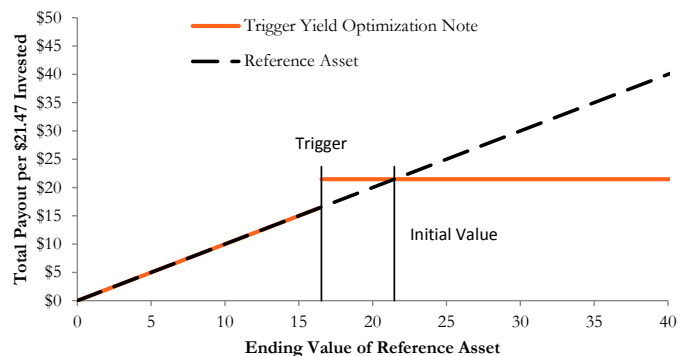 Total Payout per $21.47 Invested
$50
$45
$40
$35
$30
$25
$20
$15
$10
$5
$0
Trigger Yield Optimization Note
Reference Asset
Trigger
Initial Value
0 5 10 15 20 25 30 35 40
Ending Value of Reference Asset